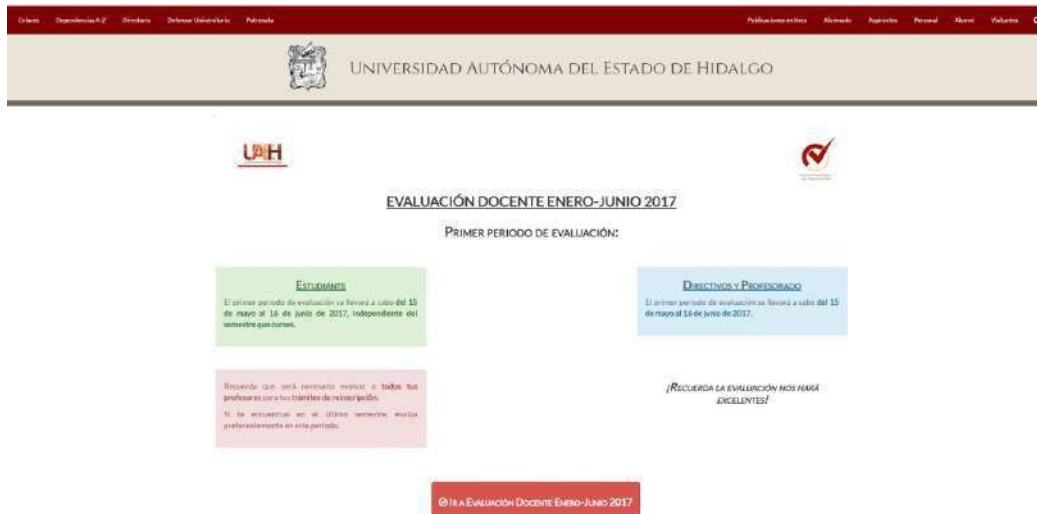 Enlaces Dependencias A-Z Directorio Defensor Universitario Patronato Publicaciones en línea Alumnado Aspirantes Personal Alumni Visitantes
UNIVERSIDAD AUTÓNOMA DEL ESTADO DE HIDALGO
UAEH
EVALUACIÓN DOCENTE ENERO-JUNIO 2017
PRIMER PERIODO DE EVALUACIÓN:
ESTUDIANTE
El primer periodo de evaluación se llevará a cabo del 15
de mayo al 16 de junio de 2017, independiente del
semestre que curses.
DIRECTIVOS Y PROFESORADO
El primer periodo de evaluación se llevará a cabo del 15
de mayo al 16 de junio de 2017.
Recuerda que será necesario evaluar a todos tus
profesores para tus trámites de reinscripción.
Si te encuentras en el último semestre, evalúa
preferentemente en este periodo.
¡RECUERDA LA EVALUACIÓN NOS HARÁ
EXCELENTES!
IR A EVALUACIÓN DOCENTE ENERO-JUNIO 2017